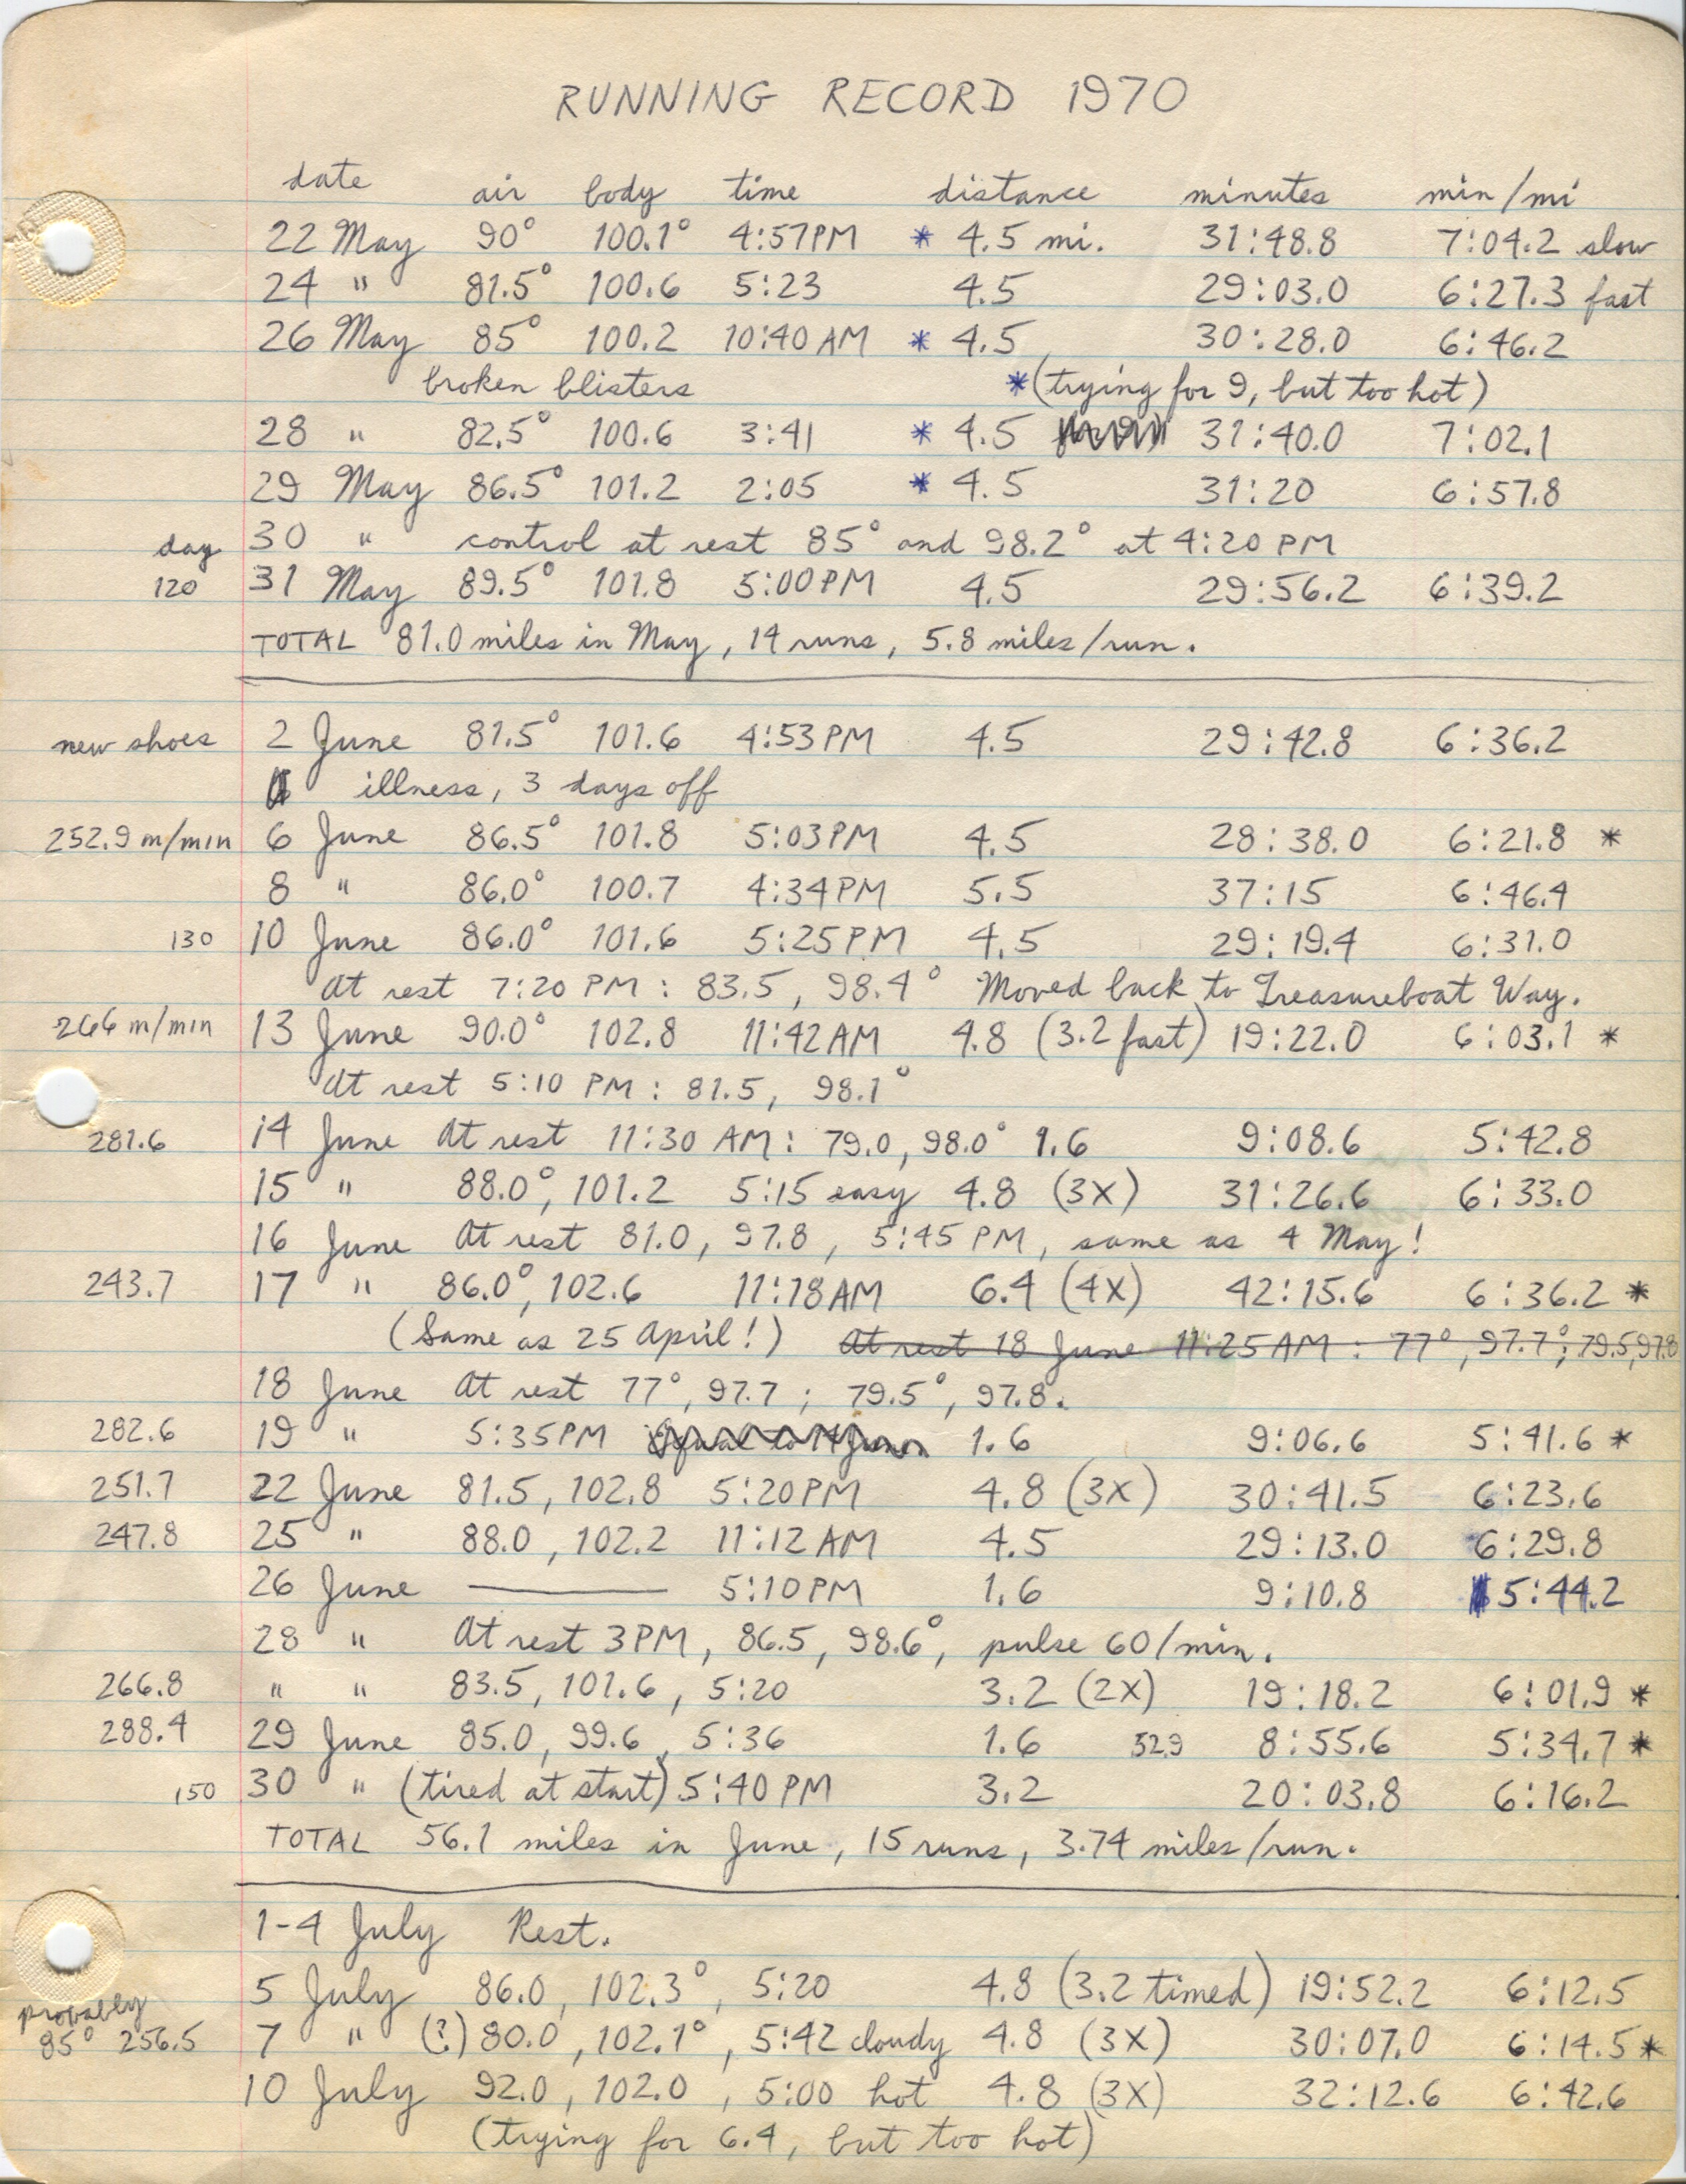 RUNNING RECORD 1970
date air body time distance minutes min/mi
22 May 90° 100.1° 4:57PM * 4.5 mi. 31:48.8 7:04.2 slow
24 " 81.5° 100.6 5:23 4.5 29:03.0 6:27.3 fast
26 May 85° 100.2 10:40 AM * 4.5 30:28.0 6:46.2
broken blisters *(trying for 9, but too hot)
28 " 82.5° 100.6 3:41 * 4.5 31:40.0 7:02.1
29 May 86.5° 101.2 2:05 * 4.5 31:20 6:57.8
day 30 " control at rest 85° and 98.2° at 4:20 PM
120 31 May 89.5° 101.8 5:00PM 4.5 29:56.2 6:39.2
TOTAL 81.0 miles in May, 14 runs, 5.8 miles/run.
new shoes 2 June 81.5° 101.6 4:53PM 4.5 29:42.8 6:36.2
illness, 3 days off
252.9 m/min 6 June 86.5° 101.8 5:03PM 4.5 28:38.0 6:21.8 *
8 " 86.0° 100.7 4:34PM 5.5 37:15 6:46.4
130 10 June 86.0° 101.6 5:25PM 4.5 29:19.4 6:31.0
At rest 7:20 PM: 83.5, 98.4° Moved back to Treasureboat Way.
266 m/min 13 June 90.0° 102.8 11:42AM 4.8 (3.2 fast) 19:22.0 6:03.1 *
At rest 5:10 PM: 81.5, 98.1°
281.6 14 June At rest 11:30 AM: 79.0, 98.0° 1.6 9:08.6 5:42.8
15 " 88.0°, 101.2 5:15 easy 4.8 (3X) 31:26.6 6:33.0
16 June At rest 81.0, 97.8, 5:45 PM, same as 4 May!
243.7 17 " 86.0°, 102.6 11:18AM 6.4 (4X) 42:15.6 6:36.2 *
(Same as 25 April!) At rest 18 June 11:25AM: 77°, 97.7°; 79.5, 97.8
18 June At rest 77°, 97.7; 79.5°, 97.8.
282.6 19 " 5:35PM 1.6 9:06.6 5:41.6 *
251.7 22 June 81.5, 102.8 5:20PM 4.8 (3X) 30:41.5 6:23.6
247.8 25 " 88.0, 102.2 11:12 AM 4.5 29:13.0 6:29.8
26 June — 5:10PM 1.6 9:10.8 5:44.2
28 " At rest 3PM, 86.5, 98.6°, pulse 60/min.
266.8 " " 83.5, 101.6, 5:20 3.2 (2X) 19:18.2 6:01.9 *
288.4 29 June 85.0, 99.6, 5:36 1.6 32.9 8:55.6 5:34.7 *
150 30 " (tired at start) 5:40 PM 3.2 20:03.8 6:16.2
TOTAL 56.1 miles in June, 15 runs, 3.74 miles/run.
1-4 July Rest.
5 July 86.0, 102.3°, 5:20 4.8 (3.2 timed) 19:52.2 6:12.5
probably
85° 256.5 7 " (?) 80.0, 102.1°, 5:42 cloudy 4.8 (3X) 30:07.0 6:14.5 *
10 July 92.0, 102.0, 5:00 hot 4.8 (3X) 32:12.6 6:42.6
(trying for 6.4, but too hot)